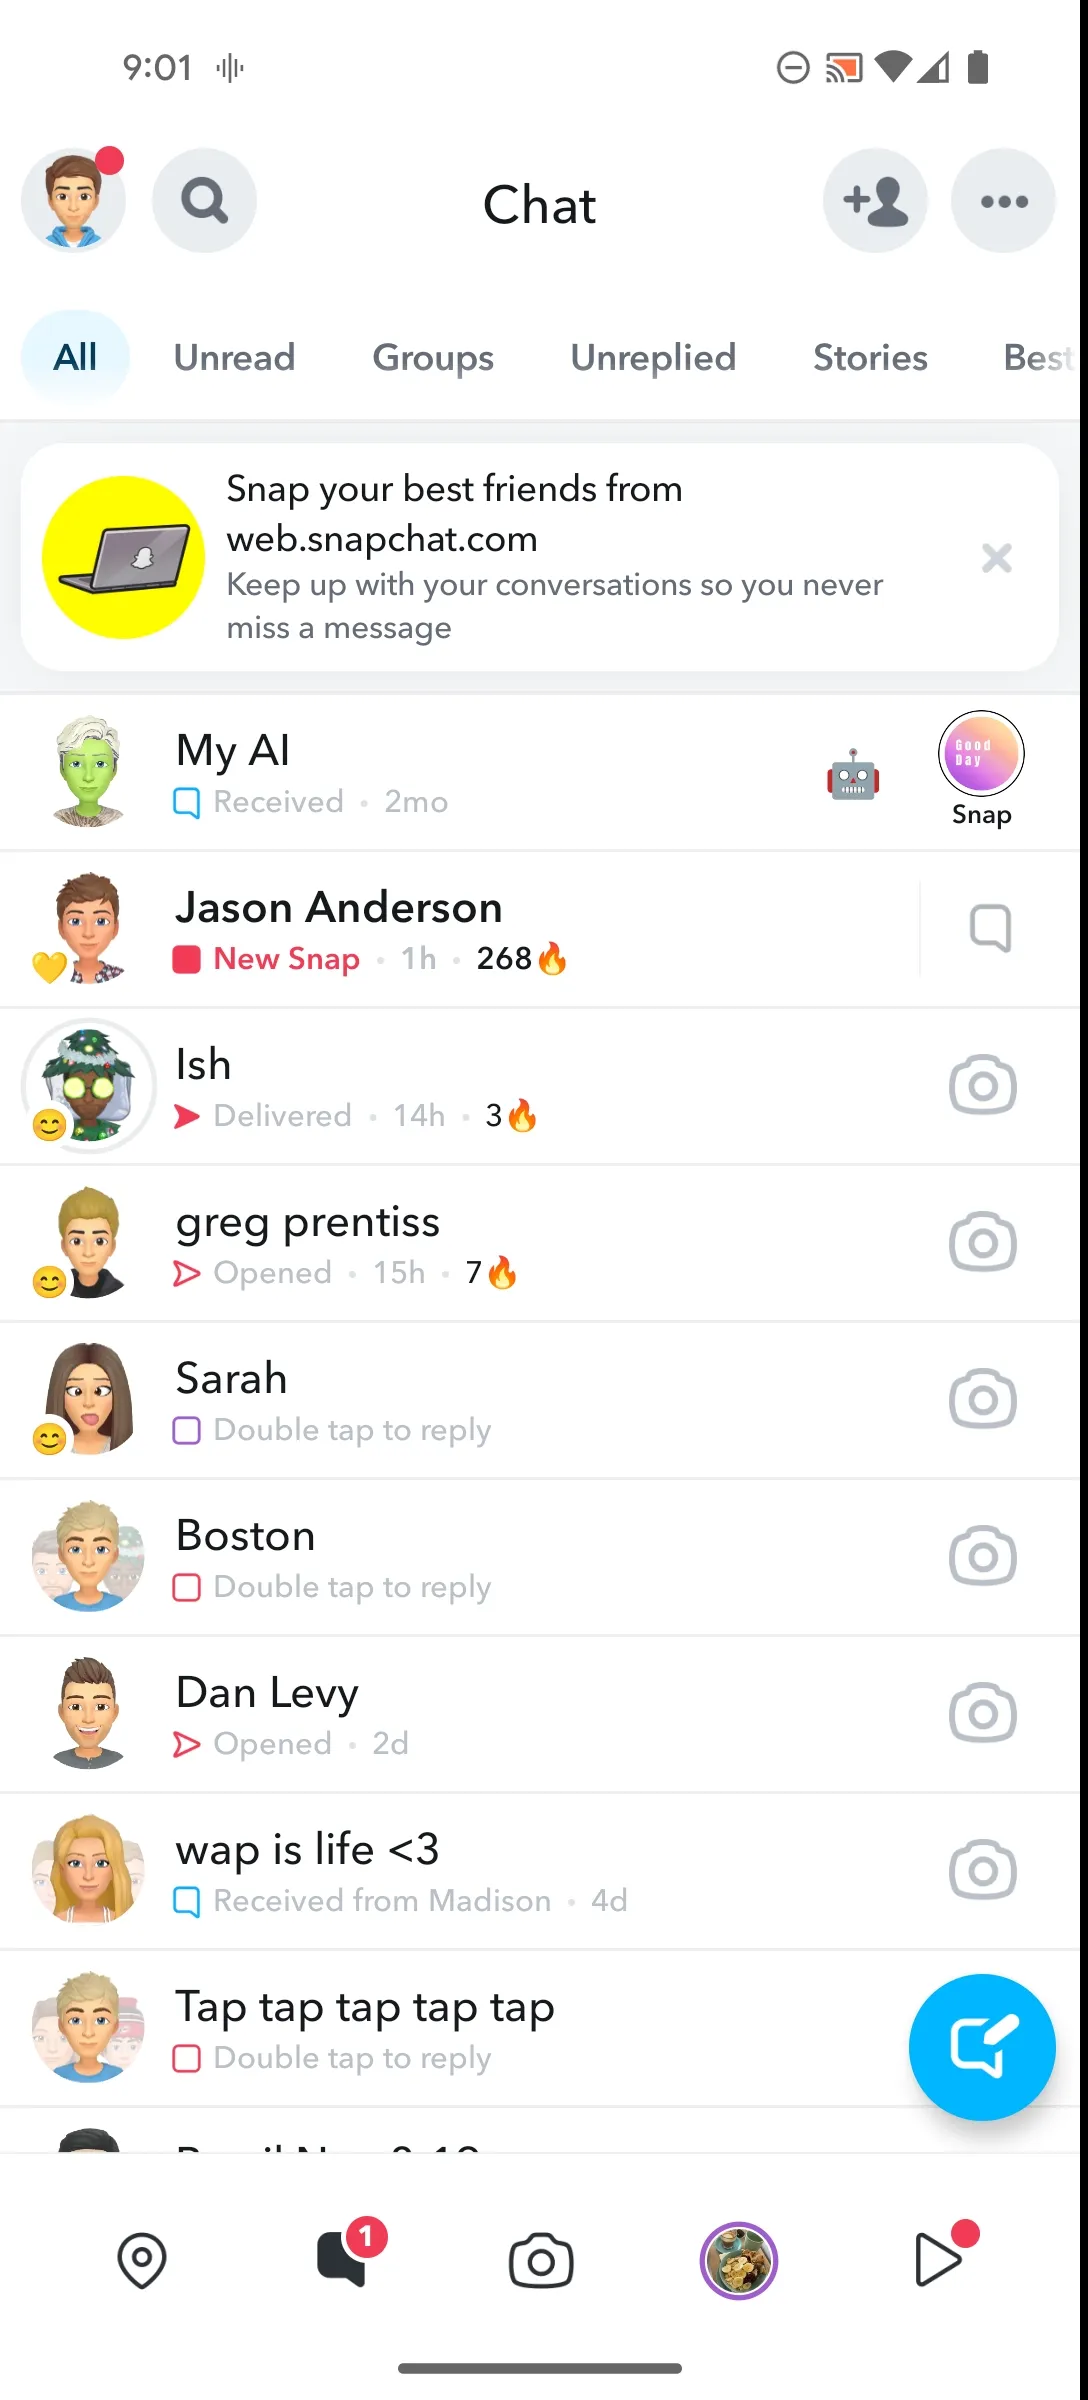 9:01
Chat
All Unread Groups Unreplied Stories Best
Snap your best friends from
web.snapchat.com
Keep up with your conversations so you never
miss a message
My AI
Received · 2mo
Good
Day
Snap
Jason Anderson
New Snap · 1h · 268🔥
Ish
Delivered · 14h · 3🔥
greg prentiss
Opened · 15h · 7🔥
Sarah
Double tap to reply
Boston
Double tap to reply
Dan Levy
Opened · 2d
wap is life <3
Received from Madison · 4d
Tap tap tap tap tap
Double tap to reply
1